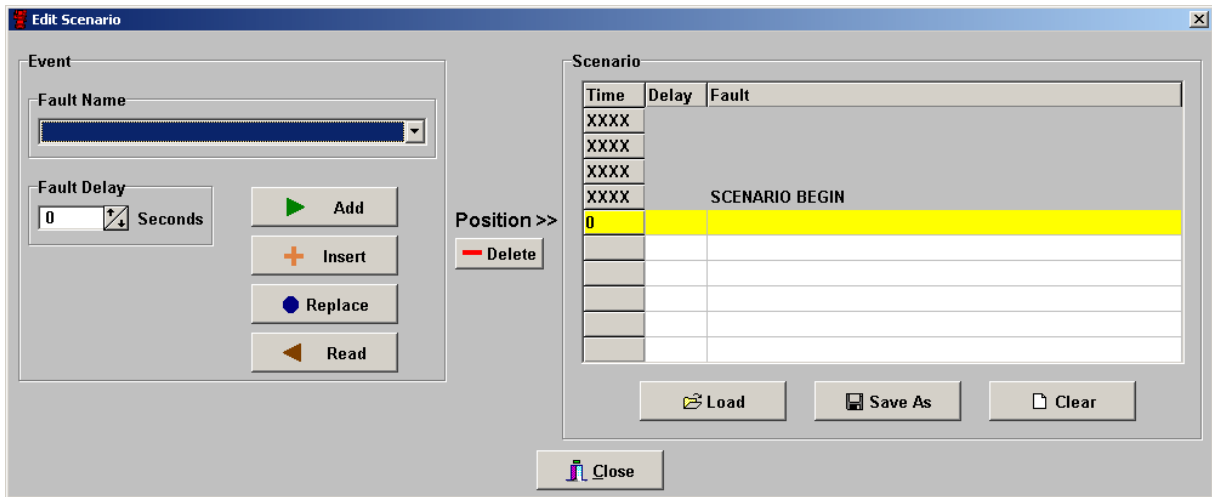 Edit Scenario
Event
Fault Name
Fault Delay
0 Seconds
Add
Insert
Replace
Read
Position >>
Delete
Scenario
Time Delay Fault
XXXX
XXXX
XXXX
XXXX SCENARIO BEGIN
0
Load Save As Clear
Close